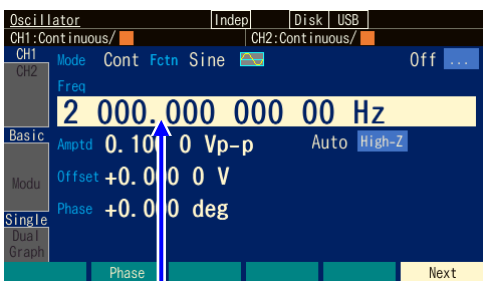 Oscillator Indep Disk USB
CH1:Continuous/ CH2:Continuous/
CH1 Mode Cont Fctn Sine Off ...
CH2
Freq
2 000.000 000 00 Hz
Basic Amptd 0.100 0 Vp-p Auto High-Z
Modu Offset +0.000 0 V
Phase +0.000 deg
Single
Dual
Graph
Phase Next